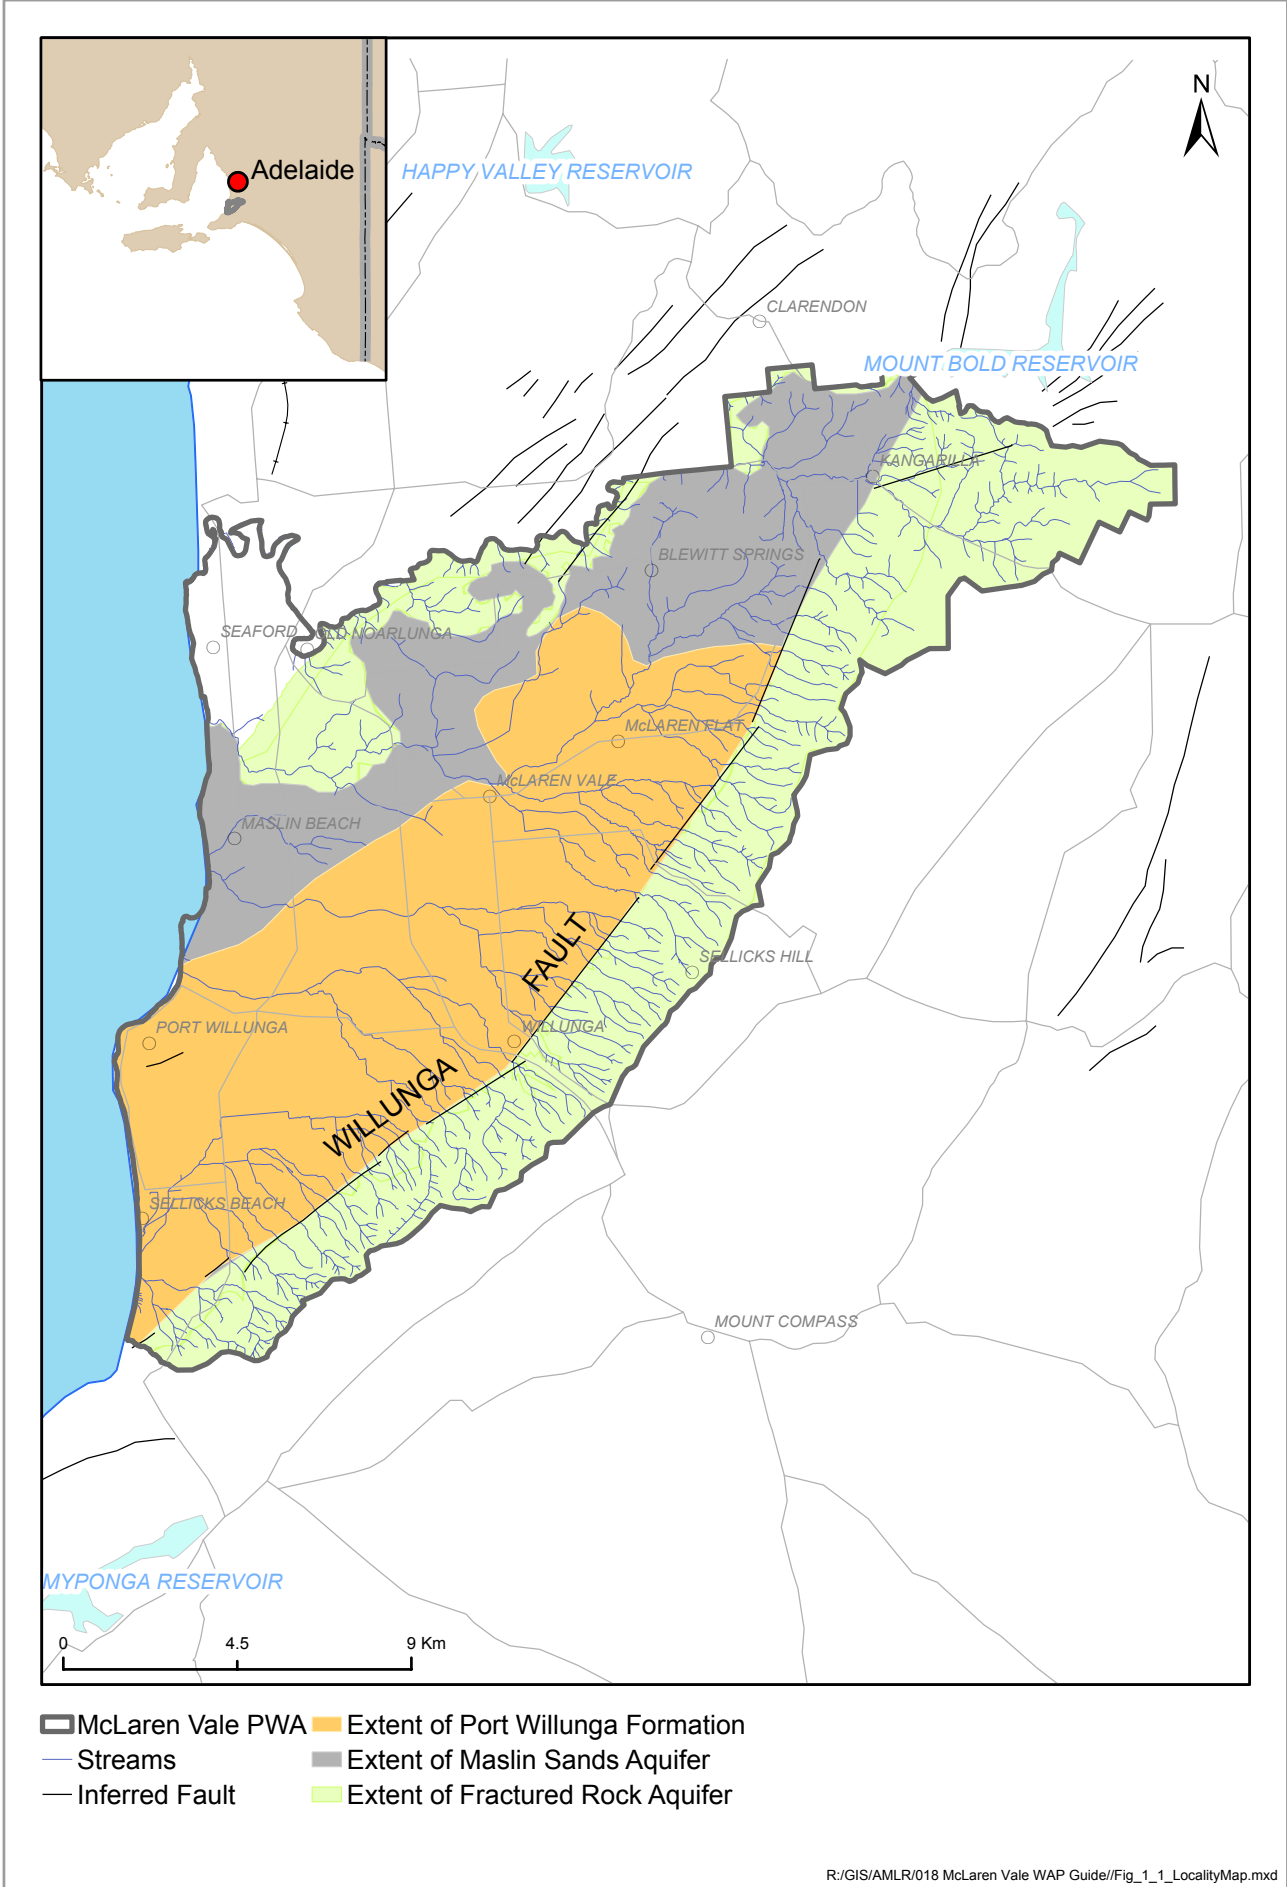 N
Adelaide
HAPPY VALLEY RESERVOIR
CLARENDON
MOUNT BOLD RESERVOIR
KANGARILLA
BLEWITT SPRINGS
SEAFORD
OLD NOARLUNGA
McLAREN FLAT
McLAREN VALE
MASLIN BEACH
FAULT
SELLICKS HILL
PORT WILLUNGA
WILLUNGA
WILLUNGA
SELLICKS BEACH
MOUNT COMPASS
MYPONGA RESERVOIR
0 4.5 9 Km
McLaren Vale PWA Extent of Port Willunga Formation
Streams Extent of Maslin Sands Aquifer
Inferred Fault Extent of Fractured Rock Aquifer
R:/GIS/AMLR/018 McLaren Vale WAP Guide//Fig_1_1_LocalityMap.mxd